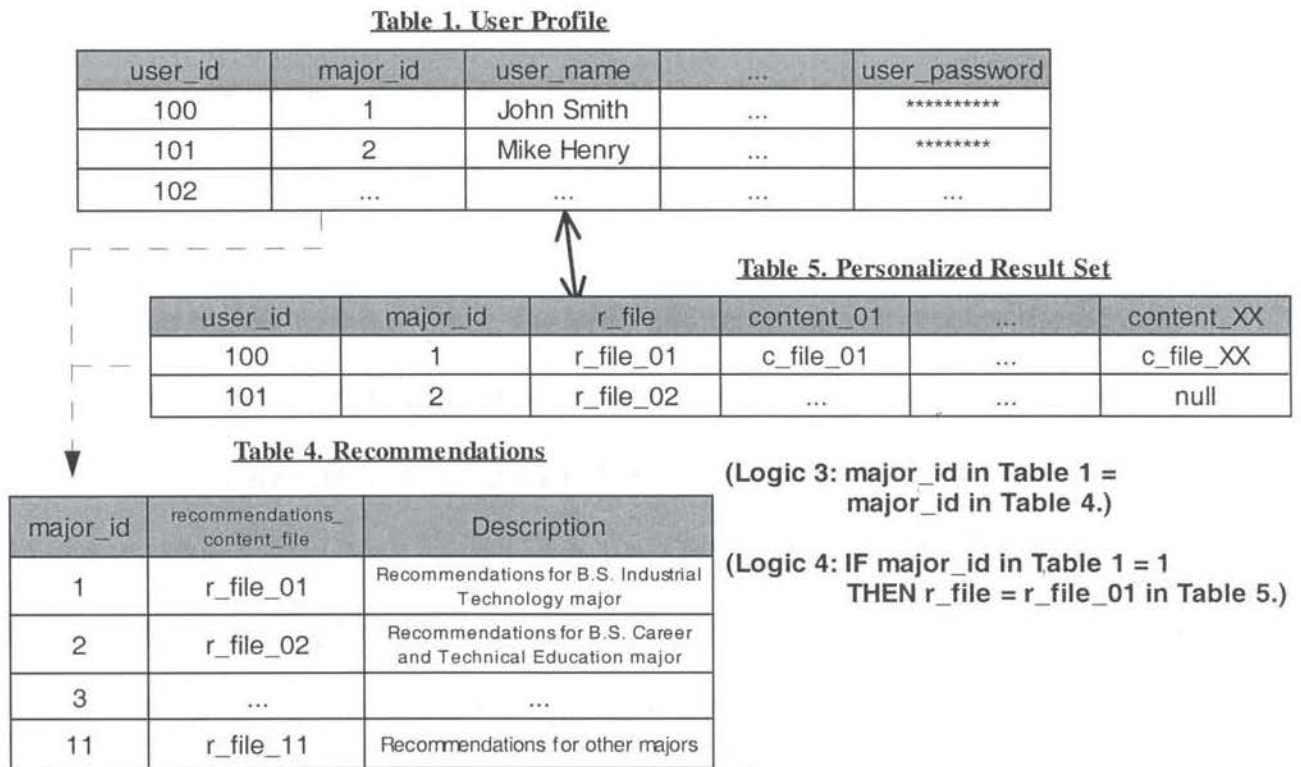 Table 1. User Profile
user_id major_id user_name ... user_password
100 1 John Smith ... **********
101 2 Mike Henry ... ********
102 ... ... ... ...
Table 5. Personalized Result Set
user_id major_id r_file content_01 ... content_XX
100 1 r_file_01 c_file_01 ... c_file_XX
101 2 r_file_02 ... ... null
Table 4. Recommendations
major_id recommendations_ Description
content_file
1 r_file_01 Recommendations for B.S. Industrial
Technology major
2 r_file_02 Recommendations for B.S. Career
and Technical Education major
3 ... ...
11 r_file_11 Recommendations for other majors
(Logic 3: major_id in Table 1 =
major_id in Table 4.)
(Logic 4: IF major_id in Table 1 = 1
THEN r_file = r_file_01 in Table 5.)